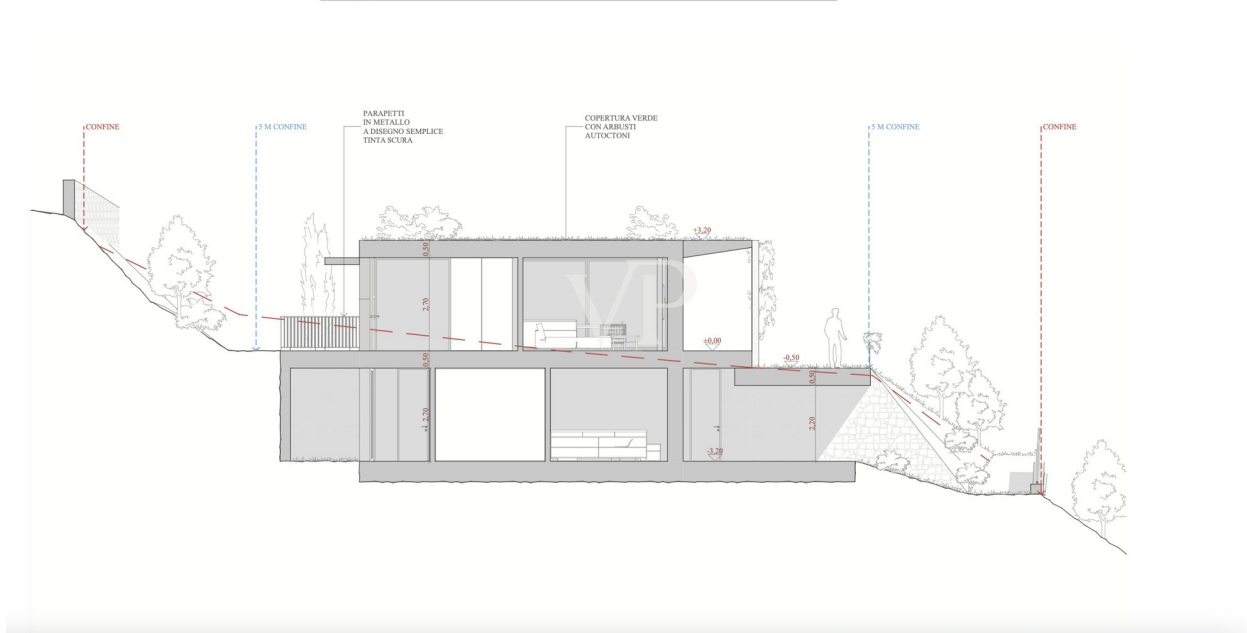 PARAPETTI
IN METALLO
A DISEGNO SEMPLICE
TINTA SCURA
COPERTURA VERDE
CON ARBUSTI
AUTOCTONI
CONFINE
5 M CONFINE
5 M CONFINE
CONFINE
+3,20
0,50
VP
2,70
±0,00
0,50
-0,50
0,50
2,70
2,20
-3,20